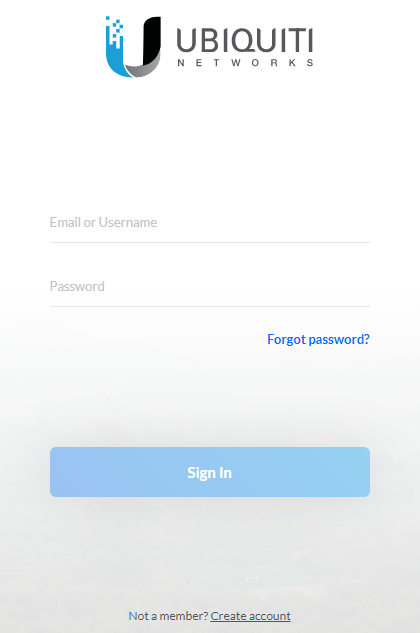 UBIQUITI
NETWORKS
Email or Username
Password
Forgot password?
Sign In
Not a member? Create account